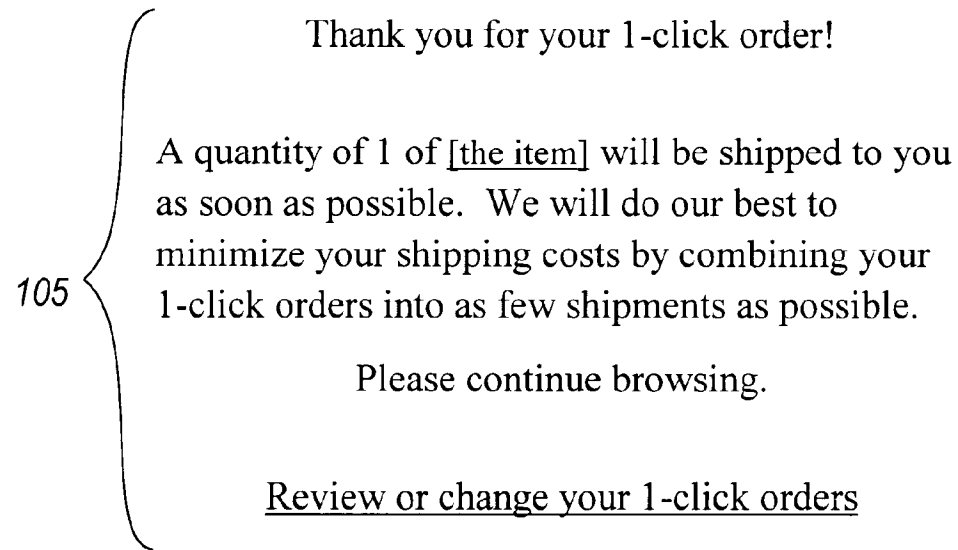 Thank you for your 1-click order!
A quantity of 1 of [the item] will be shipped to you
as soon as possible. We will do our best to
minimize your shipping costs by combining your
105
1-click orders into as few shipments as possible.
Please continue browsing.
Review or change your 1-click orders